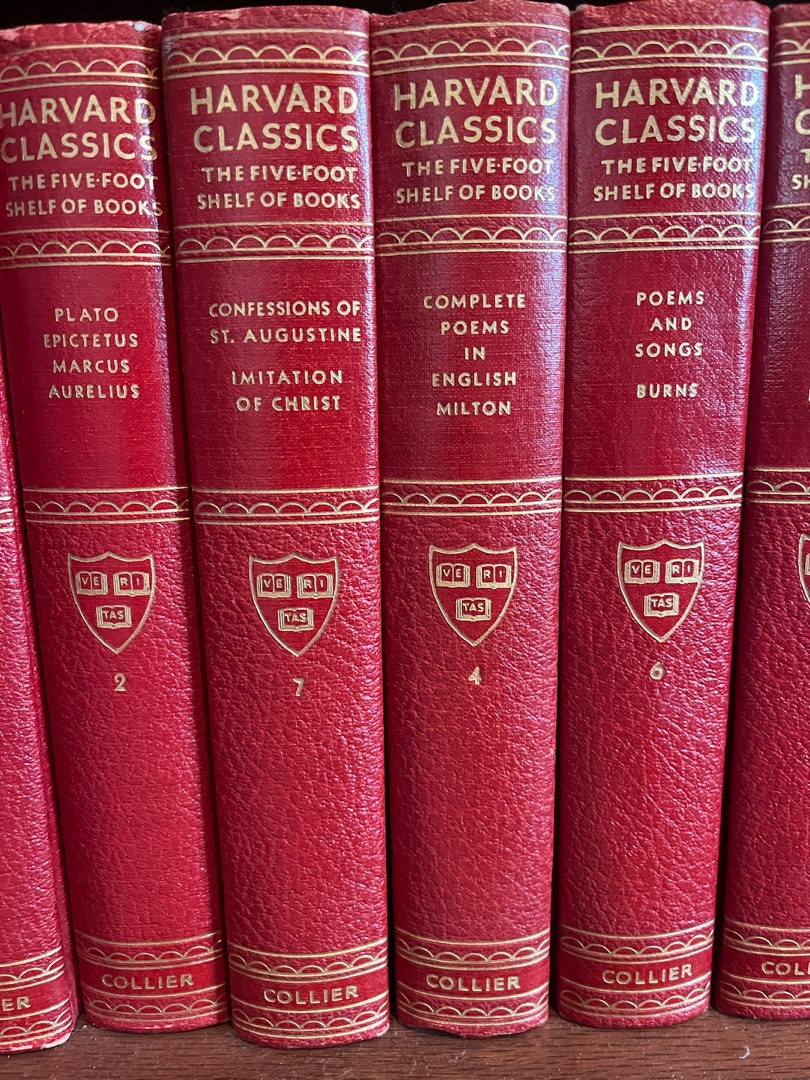 HARVARD
CLASSICS
THE FIVE-FOOT
SHELF OF BOOKS
PLATO
EPICTETUS
MARCUS
AURELIUS
VE RI
TAS
2
COLLIER
HARVARD
CLASSICS
THE FIVE-FOOT
SHELF OF BOOKS
CONFESSIONS OF
ST. AUGUSTINE
IMITATION
OF CHRIST
VE RI
TAS
7
COLLIER
HARVARD
CLASSICS
THE FIVE-FOOT
SHELF OF BOOKS
COMPLETE
POEMS
IN
ENGLISH
MILTON
VE RI
TAS
4
COLLIER
HARVARD
CLASSICS
THE FIVE-FOOT
SHELF OF BOOKS
POEMS
AND
SONGS
BURNS
VE RI
TAS
6
COLLIER